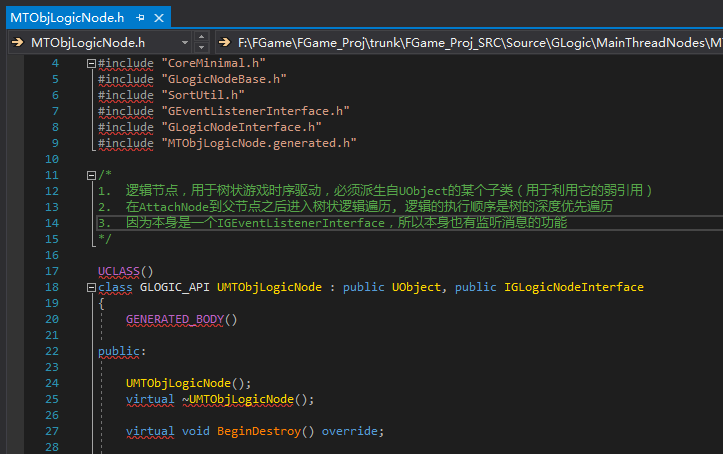 MTObjLogicNode.h
MTObjLogicNode.h F:\FGame\FGame_Proj\trunk\FGame_Proj_SRC\Source\GLogic\MainThreadNodes\MT
4 #include "CoreMinimal.h"
5 #include "GLogicNodeBase.h"
6 #include "SortUtil.h"
7 #include "GEventListenerInterface.h"
8 #include "GLogicNodeInterface.h"
9 #include "MTObjLogicNode.generated.h"
10
11 /*
12 1. 逻辑节点，用于树状游戏时序驱动，必须派生自UObject的某个子类（用于利用它的弱引用）
13 2. 在AttachNode到父节点之后进入树状逻辑遍历, 逻辑的执行顺序是树的深度优先遍历
14 3. 因为本身是一个IGEventListenerInterface，所以本身也有监听消息的功能
15 */
16
17 UCLASS()
18 class GLOGIC_API UMTObjLogicNode : public UObject, public IGLogicNodeInterface
19 {
20 GENERATED_BODY()
21
22 public:
23
24 UMTObjLogicNode();
25 virtual ~UMTObjLogicNode();
26
27 virtual void BeginDestroy() override;
28